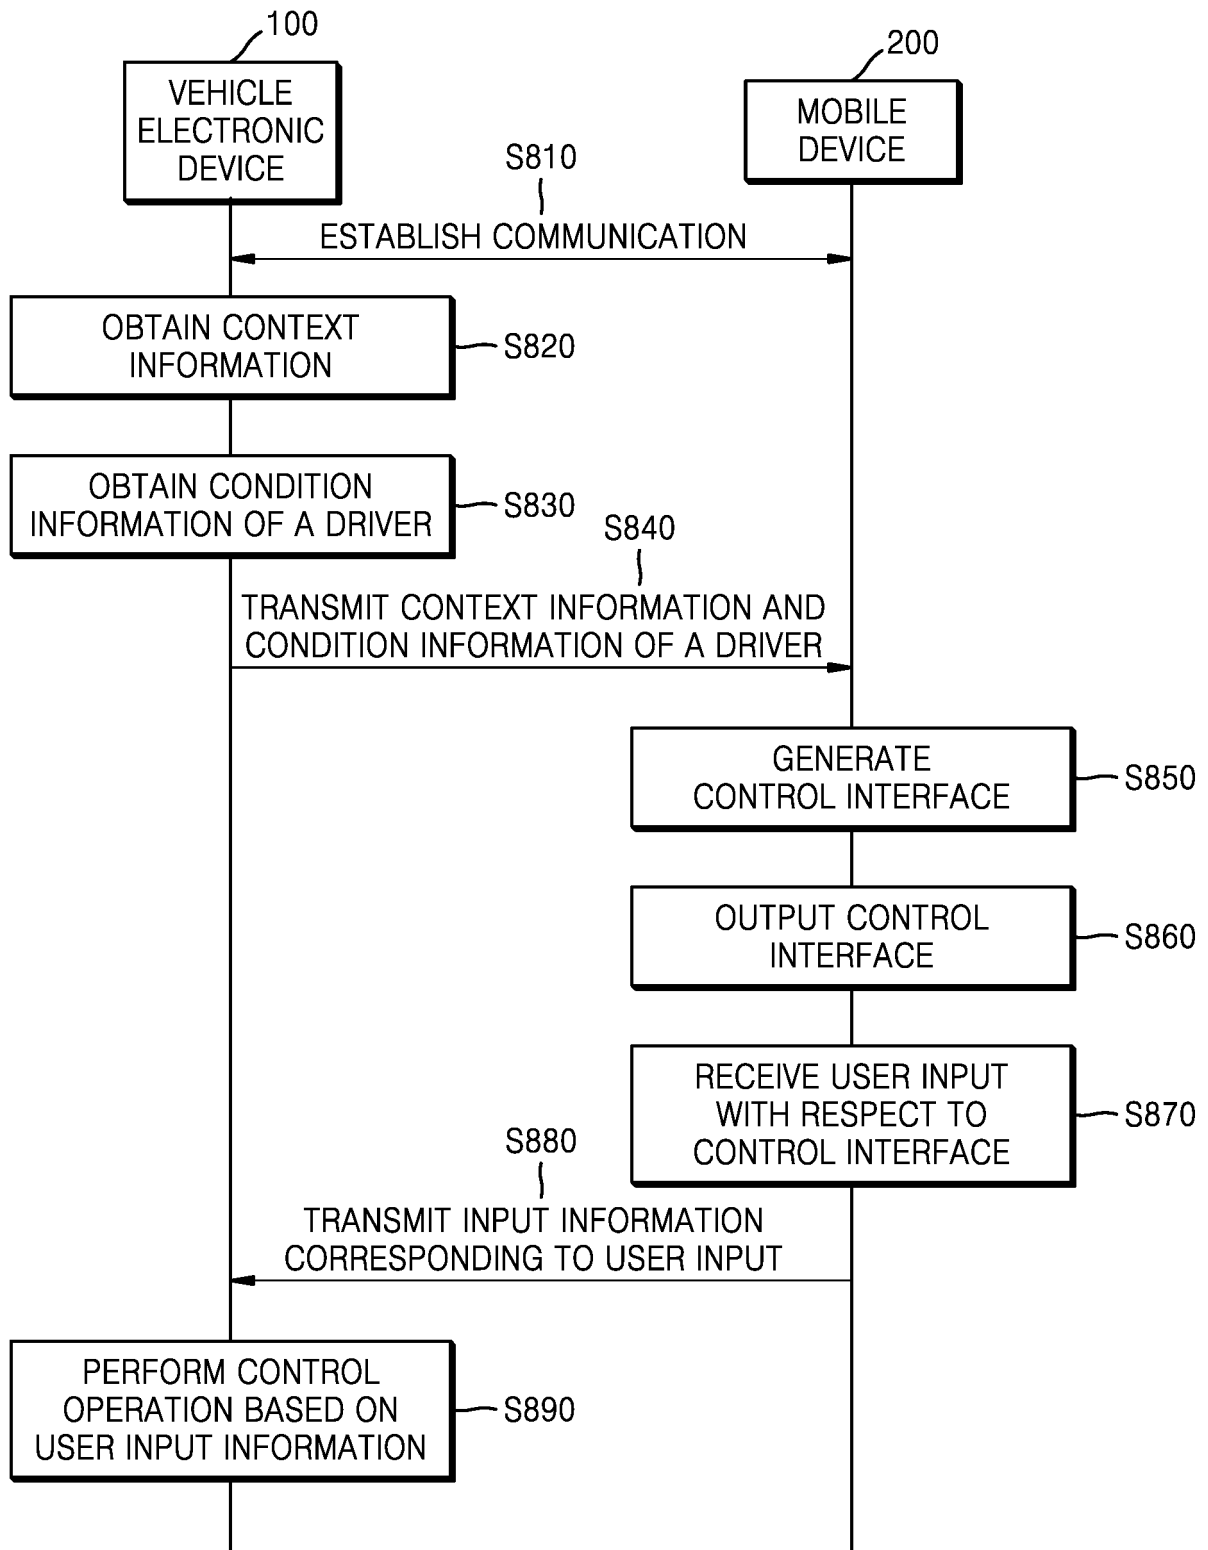 100
VEHICLE
ELECTRONIC
DEVICE
200
MOBILE
DEVICE
S810
ESTABLISH COMMUNICATION
OBTAIN CONTEXT
INFORMATION
S820
OBTAIN CONDITION
INFORMATION OF A DRIVER
S830
S840
TRANSMIT CONTEXT INFORMATION AND
CONDITION INFORMATION OF A DRIVER
GENERATE
CONTROL INTERFACE
S850
OUTPUT CONTROL
INTERFACE
S860
RECEIVE USER INPUT
WITH RESPECT TO
CONTROL INTERFACE
S870
S880
TRANSMIT INPUT INFORMATION
CORRESPONDING TO USER INPUT
PERFORM CONTROL
OPERATION BASED ON
USER INPUT INFORMATION
S890